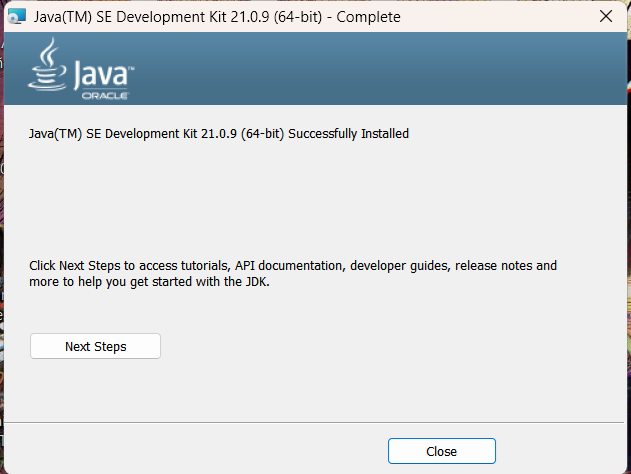 Java(TM) SE Development Kit 21.0.9 (64-bit) - Complete
Java™
ORACLE
Java(TM) SE Development Kit 21.0.9 (64-bit) Successfully Installed
Click Next Steps to access tutorials, API documentation, developer guides, release notes and
more to help you get started with the JDK.
Next Steps
Close